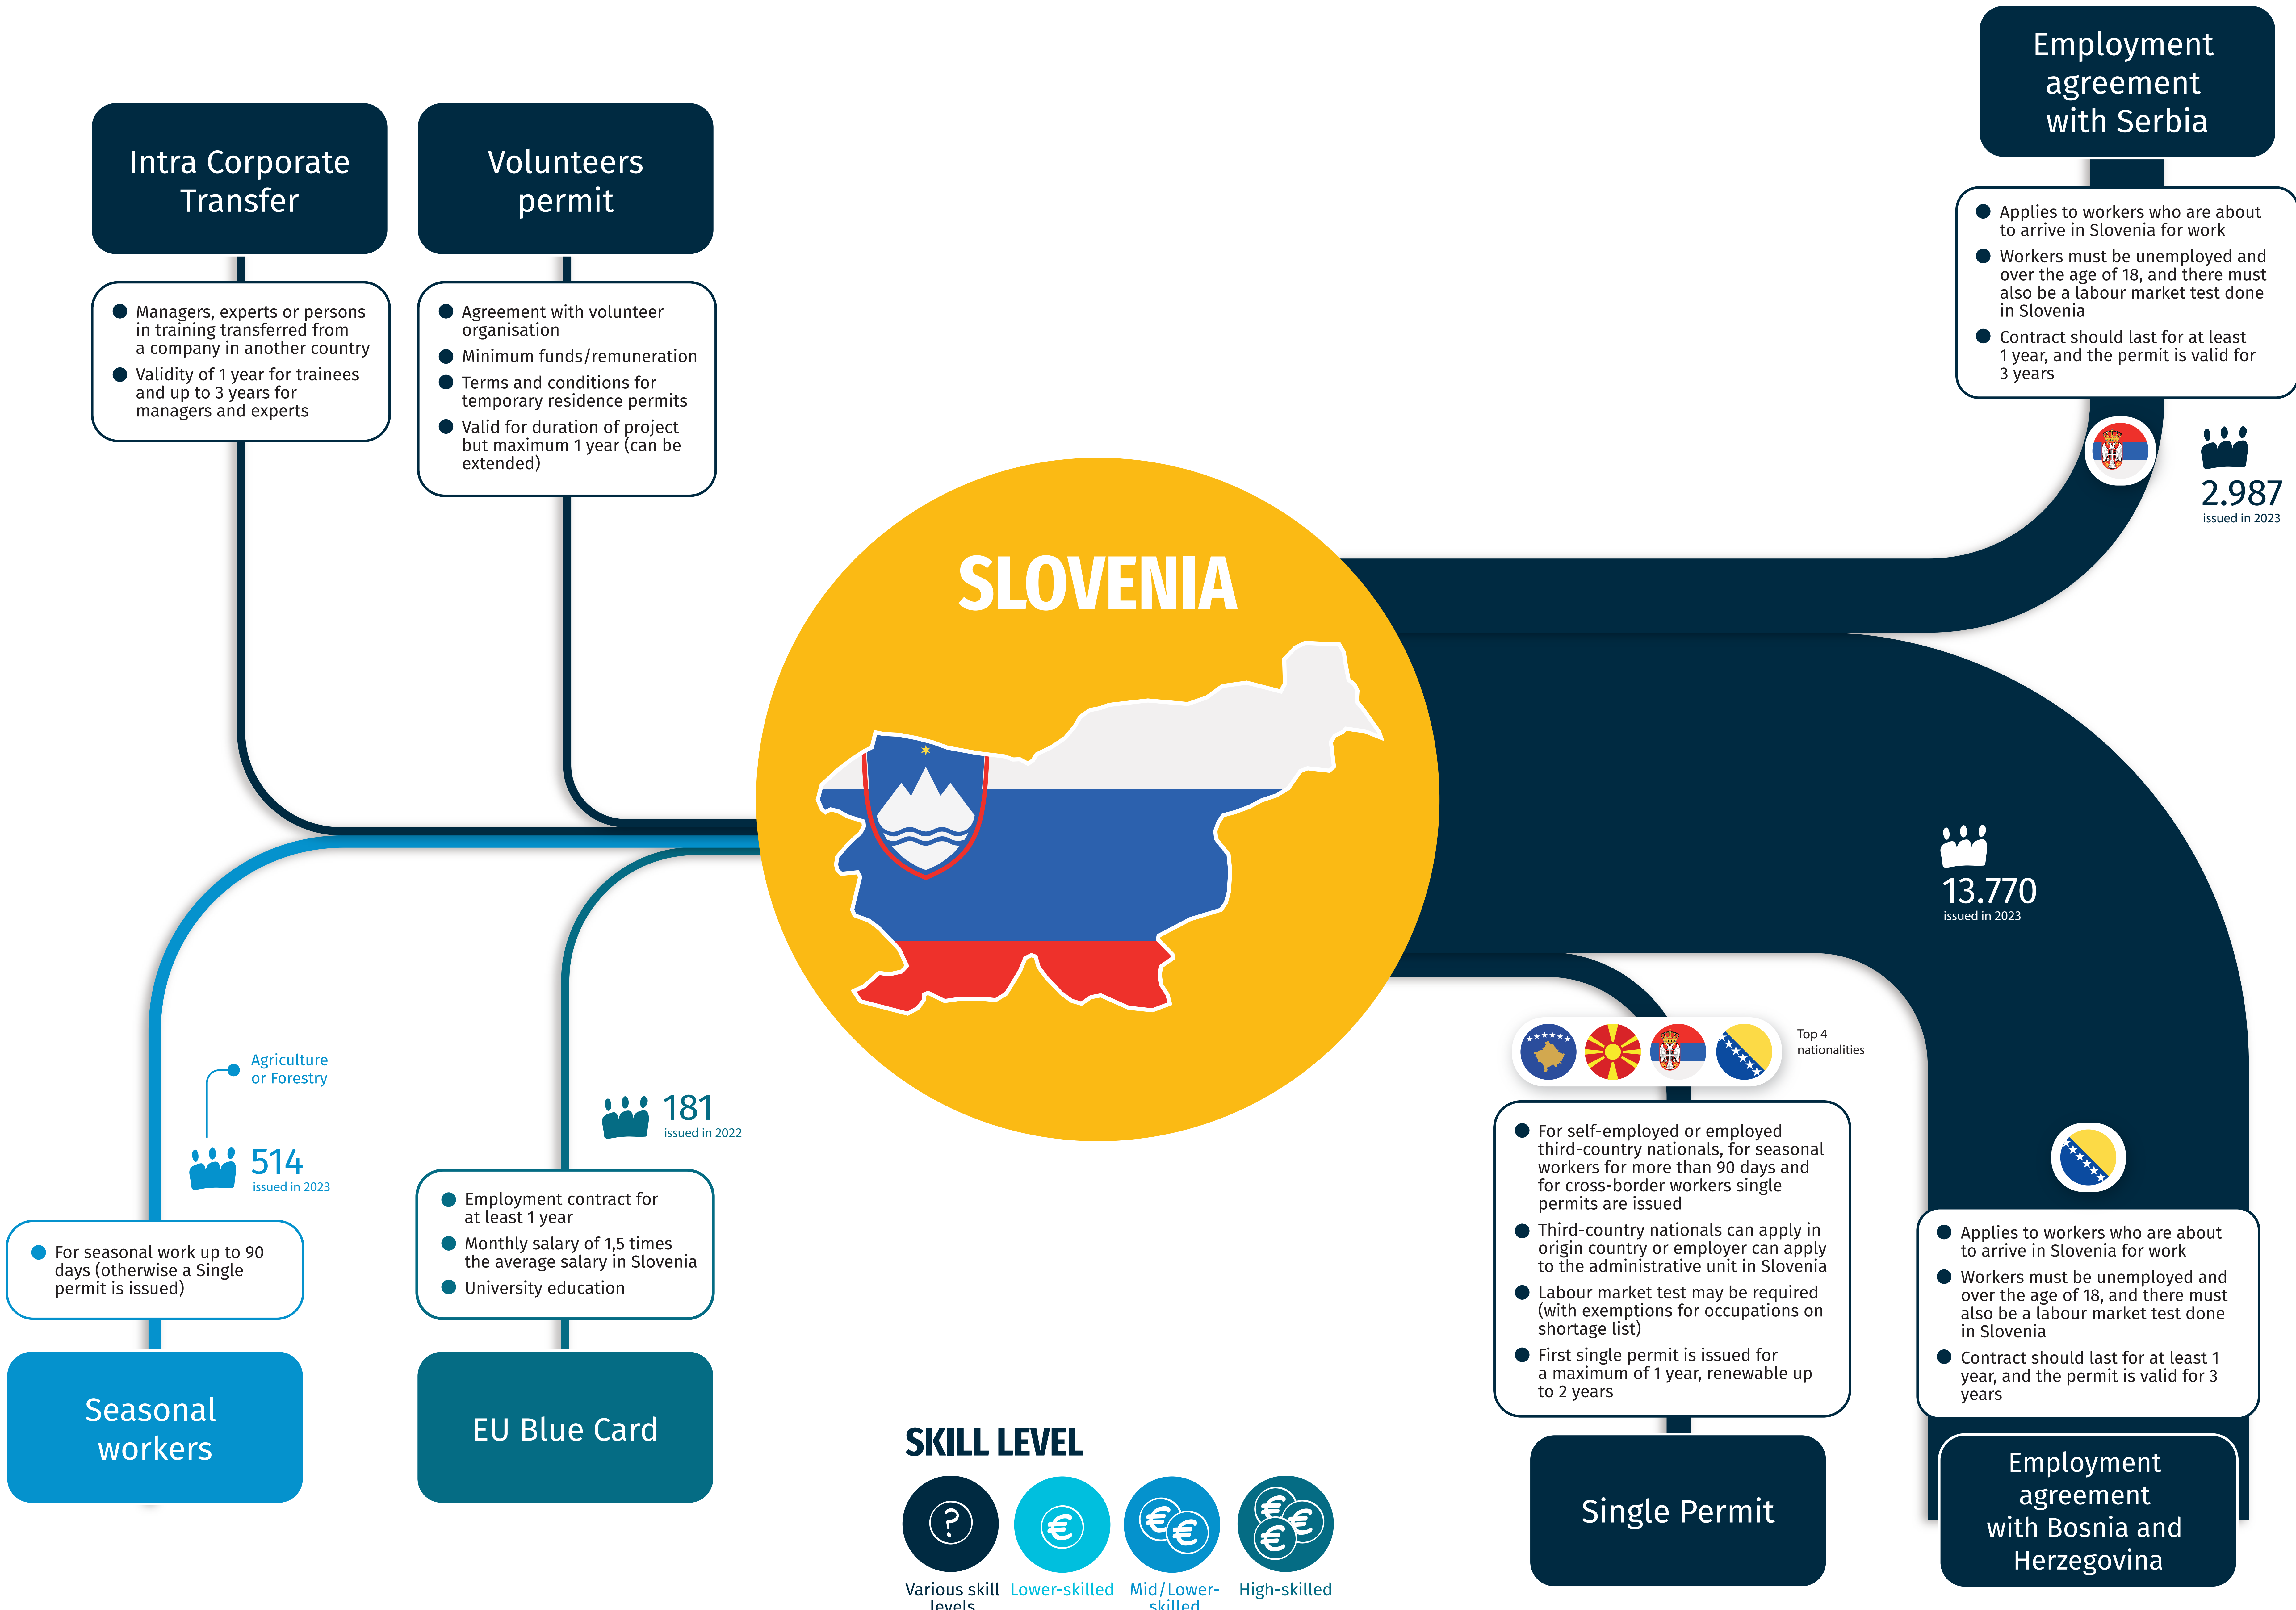 Employment
agreement
with Serbia
Intra Corporate
Transfer
Volunteers
permit
Applies to workers who are about
to arrive in Slovenia for work
Workers must be unemployed and
over the age of 18, and there must
also be a labour market test done
in Slovenia
Contract should last for at least
1 year, and the permit is valid for
3 years
Managers, experts or persons
in training transferred from
a company in another country
Validity of 1 year for trainees
and up to 3 years for
managers and experts
Agreement with volunteer
organisation
Minimum funds/remuneration
Terms and conditions for
temporary residence permits
Valid for duration of project
but maximum 1 year (can be
extended)
2.987
issued in 2023
SLOVENIA
13.770
issued in 2023
Top 4
nationalities
Agriculture
or Forestry
514
issued in 2023
181
issued in 2022
For seasonal work up to 90
days (otherwise a Single
permit is issued)
Employment contract for
at least 1 year
Monthly salary of 1,5 times
the average salary in Slovenia
University education
For self-employed or employed
third-country nationals, for seasonal
workers for more than 90 days and
for cross-border workers single
permits are issued
Third-country nationals can apply in
origin country or employer can apply
to the administrative unit in Slovenia
Labour market test may be required
(with exemptions for occupations on
shortage list)
First single permit is issued for
a maximum of 1 year, renewable up
to 2 years
Applies to workers who are about
to arrive in Slovenia for work
Workers must be unemployed and
over the age of 18, and there must
also be a labour market test done
in Slovenia
Contract should last for at least 1
year, and the permit is valid for 3
years
Seasonal
workers
EU Blue Card
Single Permit
Employment
agreement
with Bosnia and
Herzegovina
SKILL LEVEL
?
€
€ €
€ € €
Various skill
levels
Lower-skilled
Mid/Lower-
skilled
High-skilled